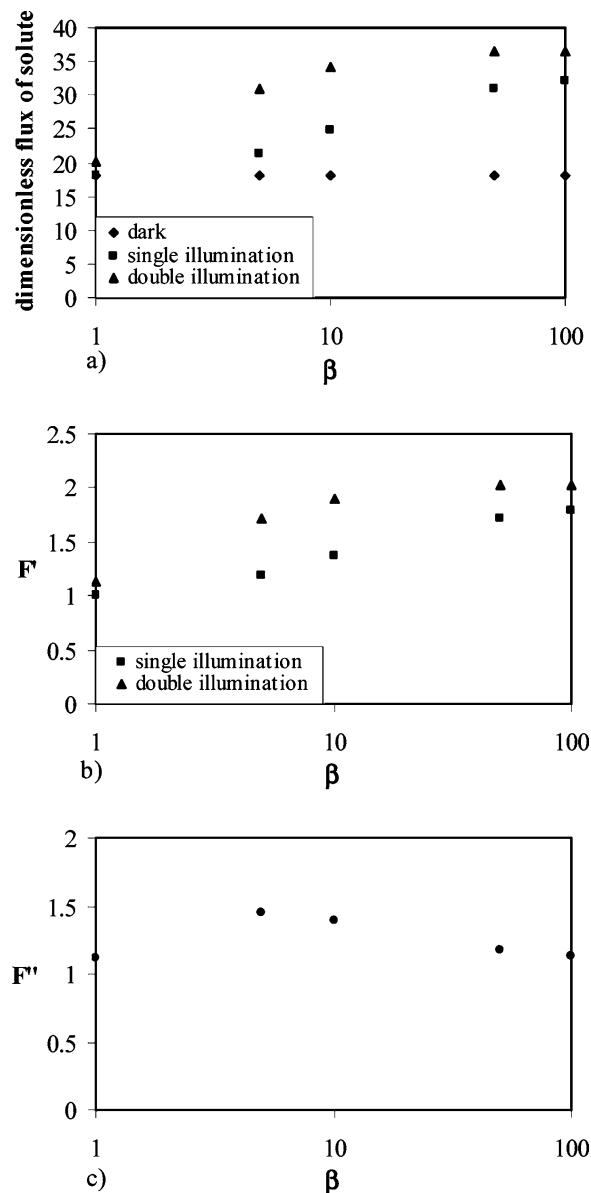 dimensionless flux of solute
40
35
30
25
20
15
10
5
0
dark
single illumination
double illumination
1 10 100
a)
β
2.5
2
1.5
1
0.5
0
F'
single illumination
double illumination
1 10 100
b)
β
2
1.5
1
0.5
0
F''
1 10 100
c)
β